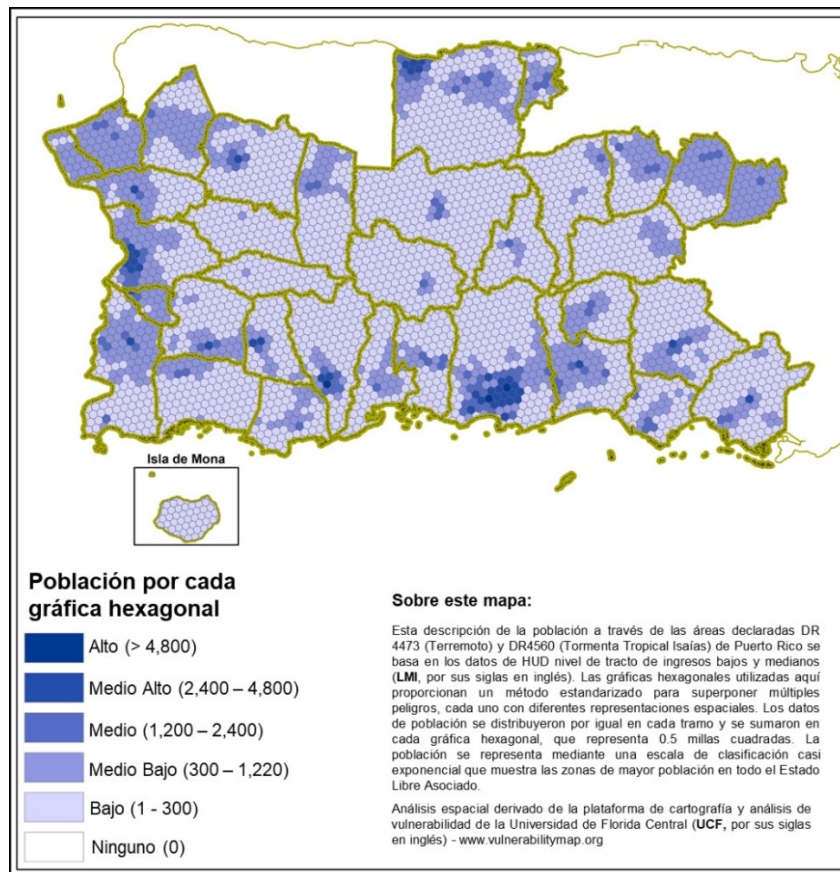 Isla de Mona
Población por cada
gráfica hexagonal
Alto (> 4,800)
Medio Alto (2,400 – 4,800)
Medio (1,200 – 2,400)
Medio Bajo (300 – 1,220)
Bajo (1 - 300)
Ninguno (0)
Sobre este mapa:
Esta descripción de la población a través de las áreas declaradas DR
4473 (Terremoto) y DR4560 (Tormenta Tropical Isaías) de Puerto Rico se
basa en los datos de HUD nivel de tracto de ingresos bajos y medianos
(LMI, por sus siglas en inglés). Las gráficas hexagonales utilizadas aquí
proporcionan un método estandarizado para superponer múltiples
peligros, cada uno con diferentes representaciones espaciales. Los datos
de población se distribuyeron por igual en cada tramo y se sumaron en
cada gráfica hexagonal, que representa 0.5 millas cuadradas. La
población se representa mediante una escala de clasificación casi
exponencial que muestra las zonas de mayor población en todo el Estado
Libre Asociado.
Análisis espacial derivado de la plataforma de cartografía y análisis de
vulnerabilidad de la Universidad de Florida Central (UCF, por sus siglas
en inglés) - www.vulnerabilitymap.org